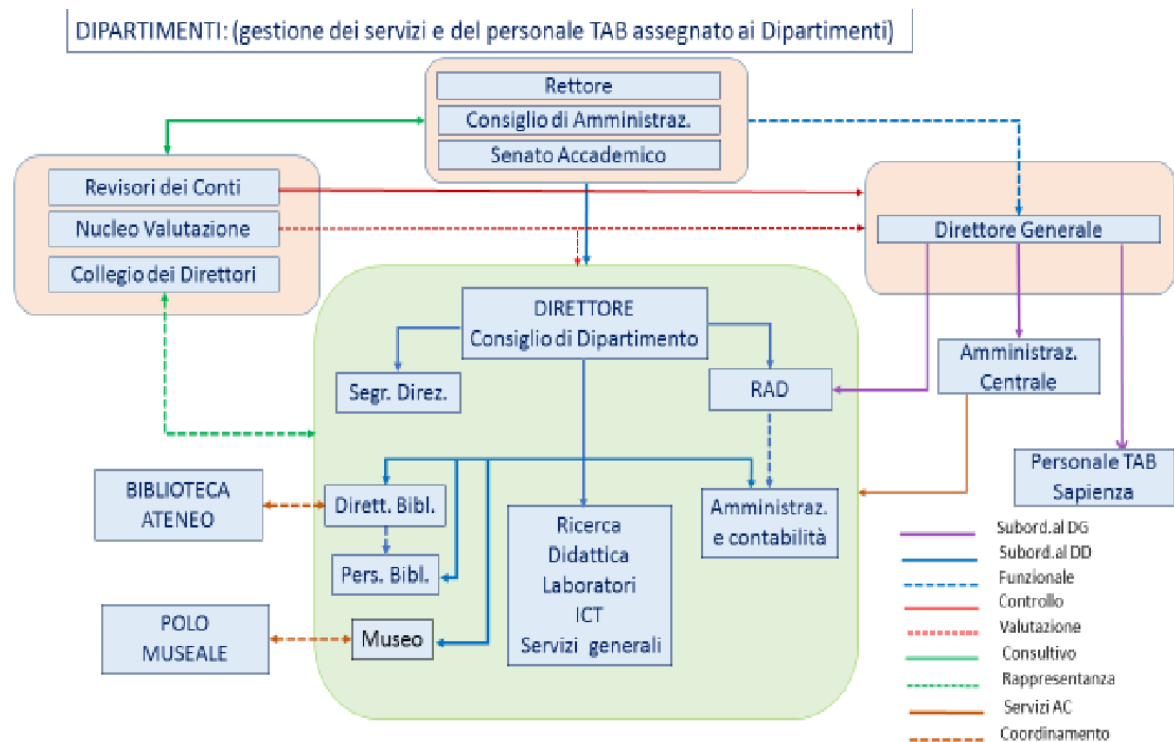 DIPARTIMENTI: (gestione dei servizi e del personale TAB assegnato ai Dipartimenti)
Rettore
Consiglio di Amministraz.
Senato Accademico
Revisori dei Conti
Nucleo Valutazione
Collegio dei Direttori
Direttore Generale
DIRETTORE
Consiglio di Dipartimento
Segr. Direz.
RAD
Amministraz.
Centrale
Personale TAB
Sapienza
BIBLIOTECA
ATENEO
Dirett. Bibl.
Pers. Bibl.
Amministraz.
e contabilità
Ricerca
Didattica
Laboratori
ICT
Servizi generali
POLO
MUSEALE
Museo
Subord.al DG
Subord.al DD
Funzionale
Controllo
Valutazione
Consultivo
Rappresentanza
Servizi AC
Coordinamento